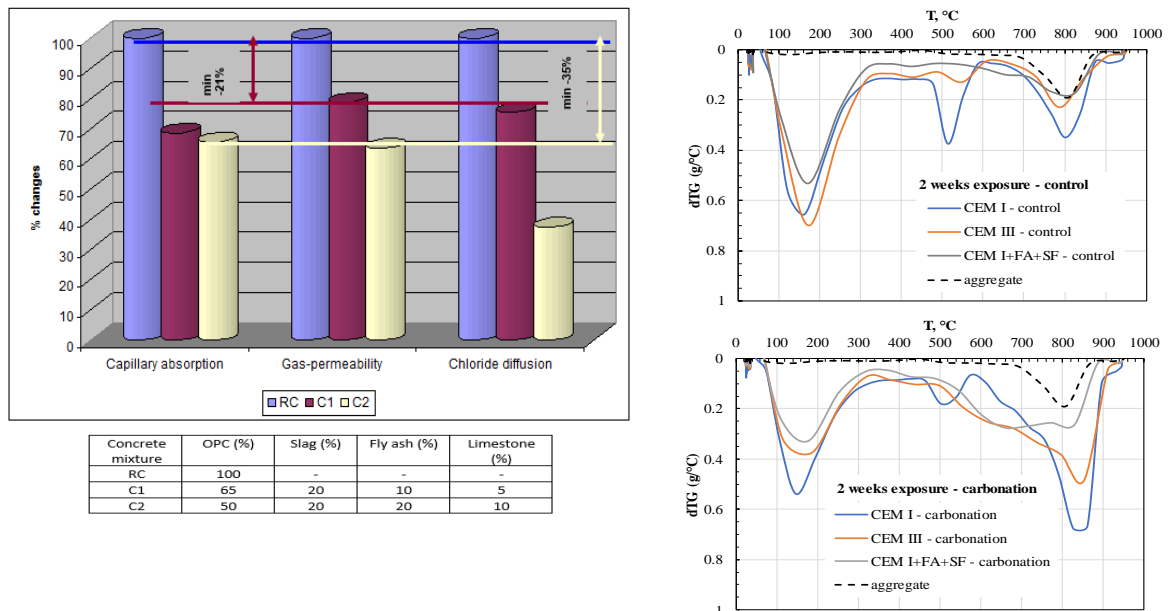 100
90
80
70
60
50
40
30
20
10
0
% changes
min
-21%
min -35%
Capillary absorption
Gas-permeability
Chloride diffusion
RC
C1
C2
Concrete mixture
OPC (%)
Slag (%)
Fly ash (%)
Limestone (%)
RC 100 - - -
C1 65 20 10 5
C2 50 20 20 10
T, °C
0 100 200 300 400 500 600 700 800 900 1000
0
0.2
0.4
0.6
0.8
1
dTG (g/°C)
2 weeks exposure - control
CEM I - control
CEM III - control
CEM I+FA+SF - control
aggregate
T, °C
0 100 200 300 400 500 600 700 800 900 1000
0
0.2
0.4
0.6
0.8
1
dTG (g/°C)
2 weeks exposure - carbonation
CEM I - carbonation
CEM III - carbonation
CEM I+FA+SF - carbonation
aggregate